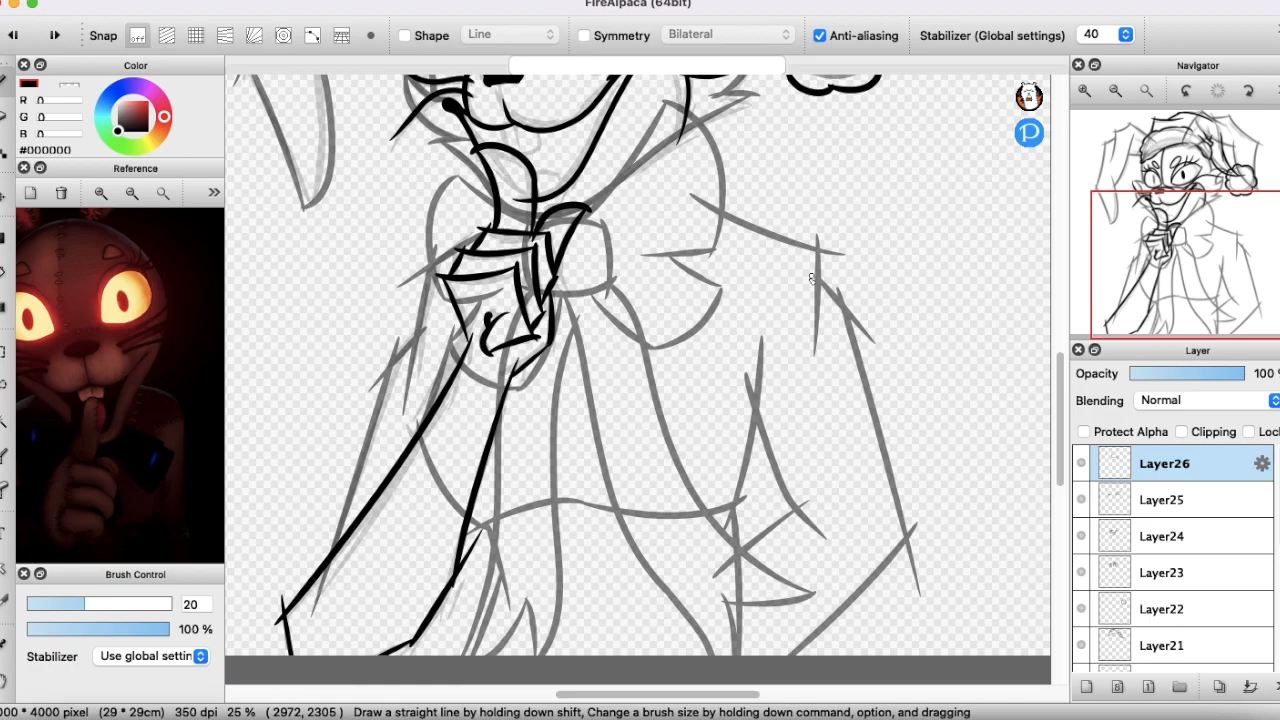 FireAlpaca (64bit)
Snap off Shape Line Symmetry Bilateral Anti-aliasing Stabilizer (Global settings) 40
Color
R 0
G 0
B 0
#000000
Reference
Brush Control
20
100 %
Stabilizer Use global settin
Navigator
Layer
Opacity 100 %
Blending Normal
Protect Alpha Clipping Loc
Layer26
Layer25
Layer24
Layer23
Layer22
Layer21
000 * 4000 pixel (29 * 29cm) 350 dpi 25 % ( 2972, 2305 ) Draw a straight line by holding down shift, Change a brush size by holding down command, option, and dragging